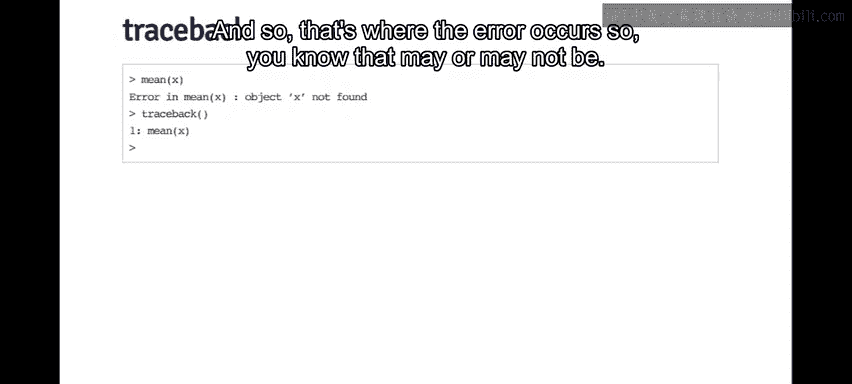 traceback
And so, that's where the error occurs so,
you know that may or may not be.
> mean(x)
Error in mean(x) : object 'x' not found
> traceback()
1: mean(x)
>